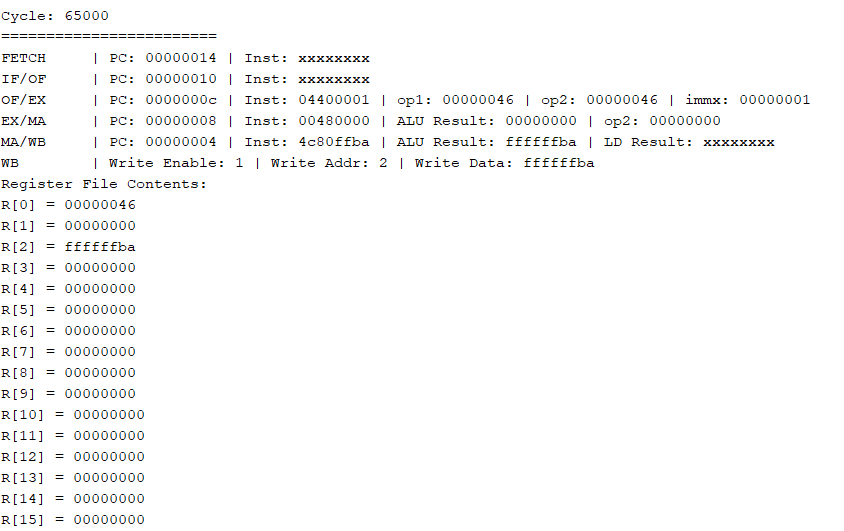 Cycle: 65000
========================
FETCH | PC: 00000014 | Inst: xxxxxxxx
IF/OF | PC: 00000010 | Inst: xxxxxxxx
OF/EX | PC: 0000000c | Inst: 04400001 | op1: 00000046 | op2: 00000046 | immx: 00000001
EX/MA | PC: 00000008 | Inst: 00480000 | ALU Result: 00000000 | op2: 00000000
MA/WB | PC: 00000004 | Inst: 4c80ffba | ALU Result: ffffffba | LD Result: xxxxxxxx
WB | Write Enable: 1 | Write Addr: 2 | Write Data: ffffffba
Register File Contents:
R[0] = 00000046
R[1] = 00000000
R[2] = ffffffba
R[3] = 00000000
R[4] = 00000000
R[5] = 00000000
R[6] = 00000000
R[7] = 00000000
R[8] = 00000000
R[9] = 00000000
R[10] = 00000000
R[11] = 00000000
R[12] = 00000000
R[13] = 00000000
R[14] = 00000000
R[15] = 00000000